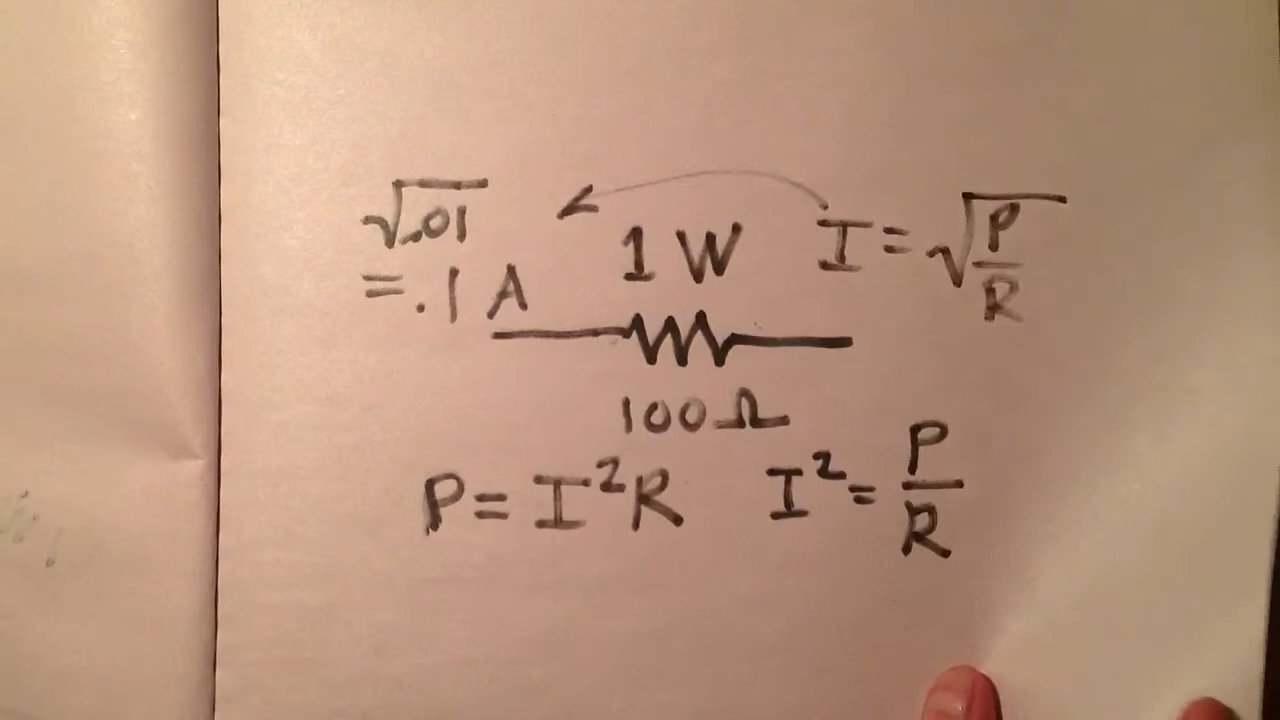 √.01
= .1 A
1 W
I = √P/R
100 Ω
P = I²R
I² = P/R